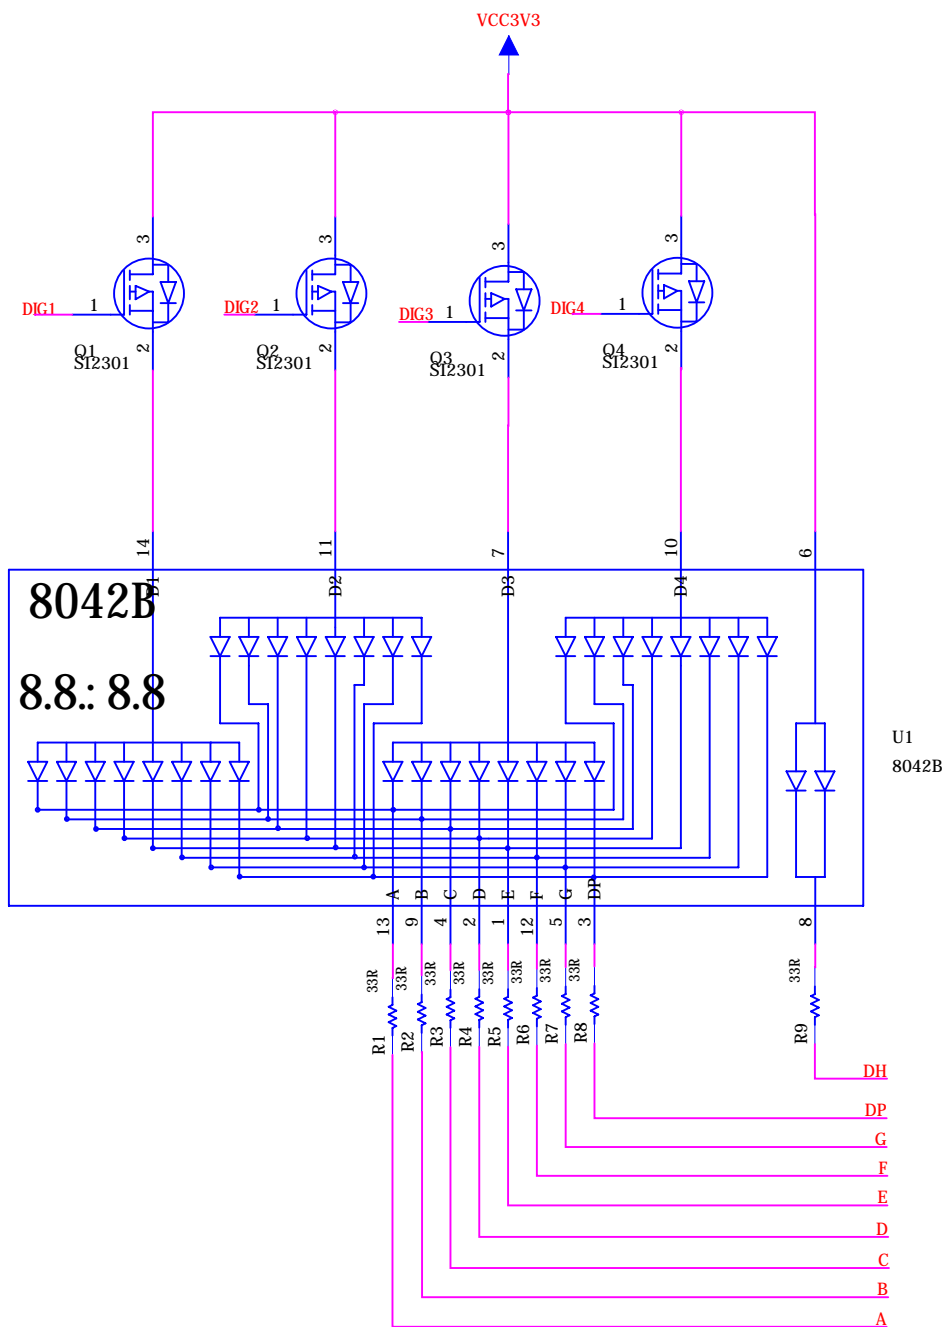 VCC3V3
3
3
3
3
DIG1
1
DIG2
1
DIG3
1
DIG4
1
2
2
2
2
Q1
SI2301
Q2
SI2301
Q3
SI2301
Q4
SI2301
14
11
7
10
6
D1
D2
D3
D4
8042B
8.8.: 8.8
U1
8042B
A
B
C
D
E
F
G
DP
13
9
4
2
1
12
5
3
8
33R
33R
33R
33R
33R
33R
33R
33R
33R
R1
R2
R3
R4
R5
R6
R7
R8
R9
DH
DP
G
F
E
D
C
B
A